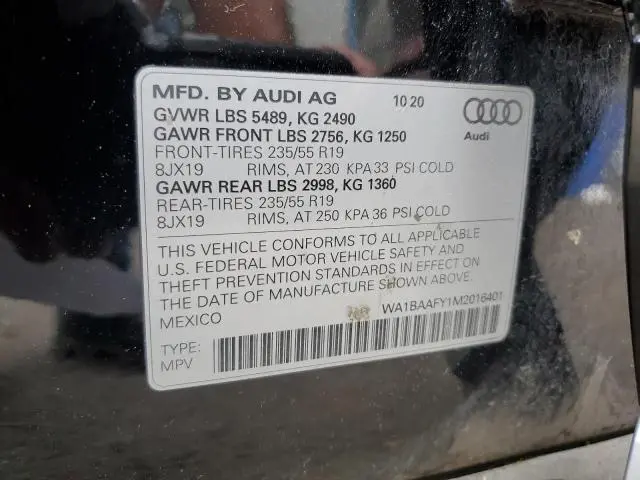 MFD. BY AUDI AG 10 20
GVWR LBS 5489, KG 2490
GAWR FRONT LBS 2756, KG 1250 Audi
FRONT-TIRES 235/55 R19
8JX19 RIMS, AT 230 KPA 33 PSI COLD
GAWR REAR LBS 2998, KG 1360
REAR-TIRES 235/55 R19
8JX19 RIMS, AT 250 KPA 36 PSI COLD
THIS VEHICLE CONFORMS TO ALL APPLICABLE
U.S. FEDERAL MOTOR VEHICLE SAFETY AND
THEFT PREVENTION STANDARDS IN EFFECT ON
THE DATE OF MANUFACTURE SHOWN ABOVE.
MEXICO WA1BAAFY1M2016401
TYPE:
MPV